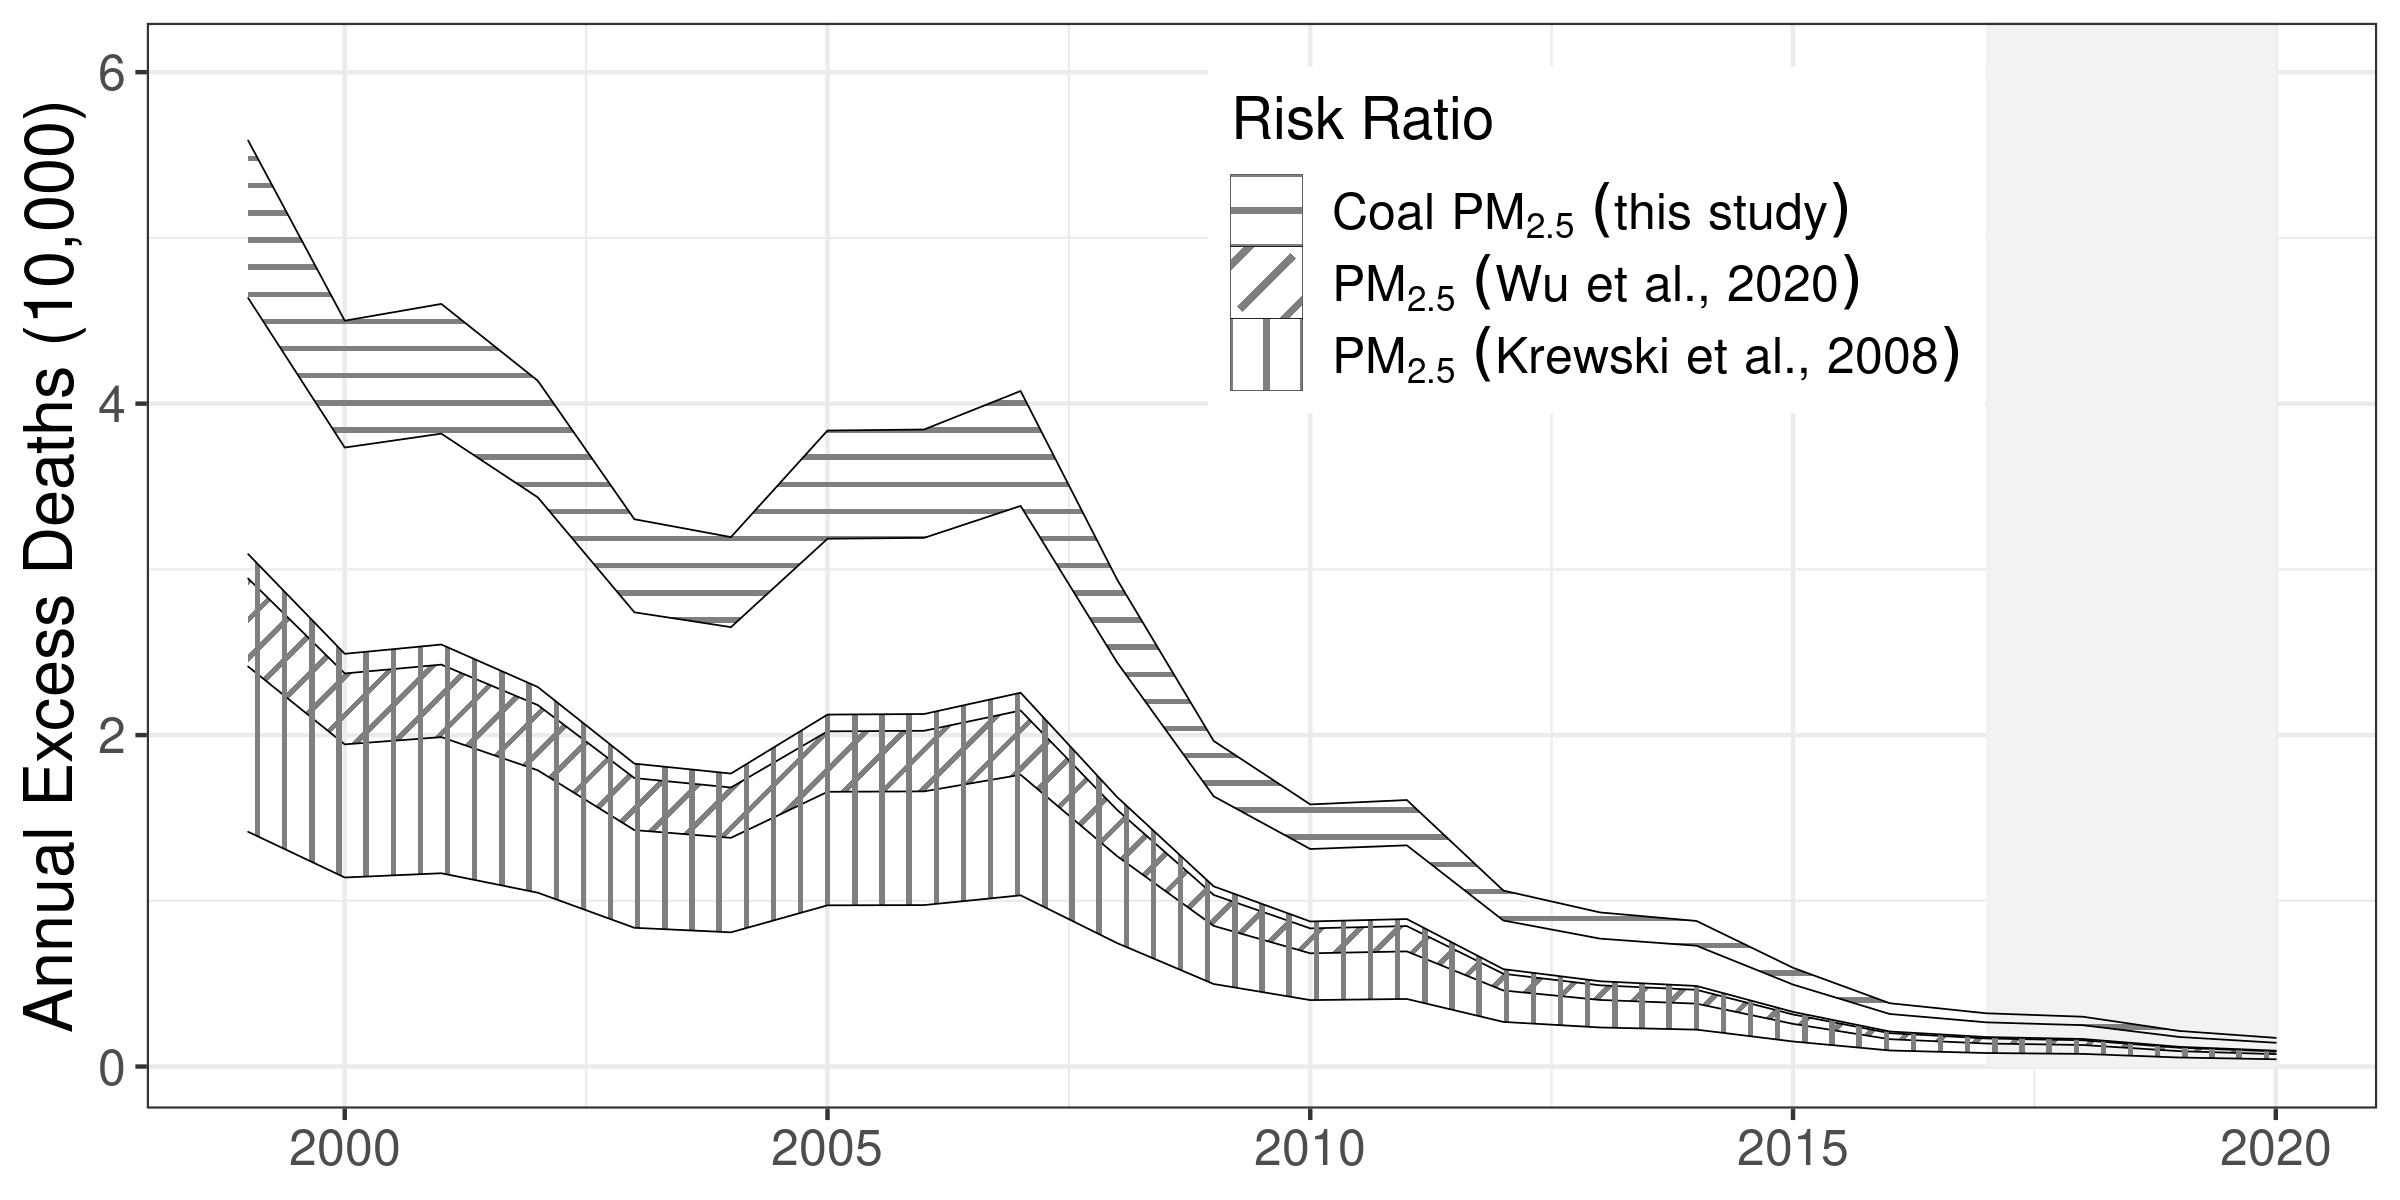 Annual Excess Deaths (10,000)
6
4
2
0
Risk Ratio
Coal PM2.5 (this study)
PM2.5 (Wu et al., 2020)
PM2.5 (Krewski et al., 2008)
2000 2005 2010 2015 2020